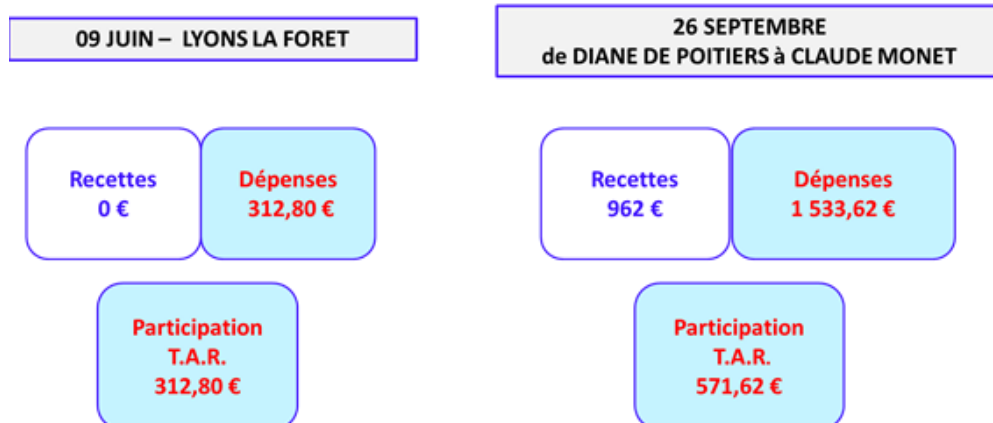 09 JUIN – LYONS LA FORET
Recettes
0 €
Dépenses
312,80 €
Participation
T.A.R.
312,80 €
26 SEPTEMBRE
de DIANE DE POITIERS à CLAUDE MONET
Recettes
962 €
Dépenses
1 533,62 €
Participation
T.A.R.
571,62 €